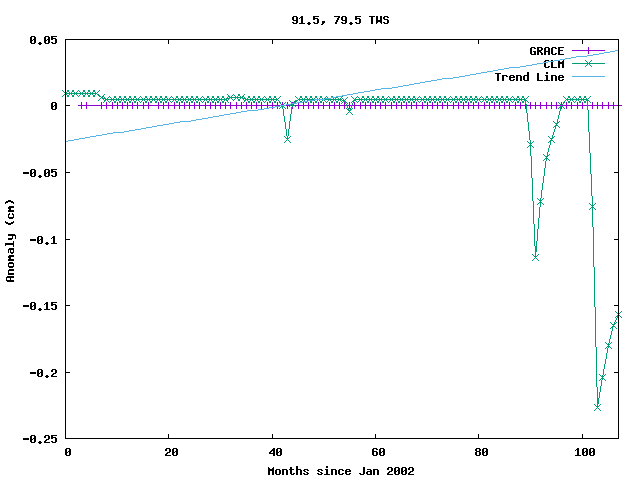 91.5, 79.5 TWS
GRACE
CLM
Trend Line
0.05
0
-0.05
-0.1
-0.15
-0.2
-0.25
Anomaly (cm)
0 20 40 60 80 100
Months since Jan 2002